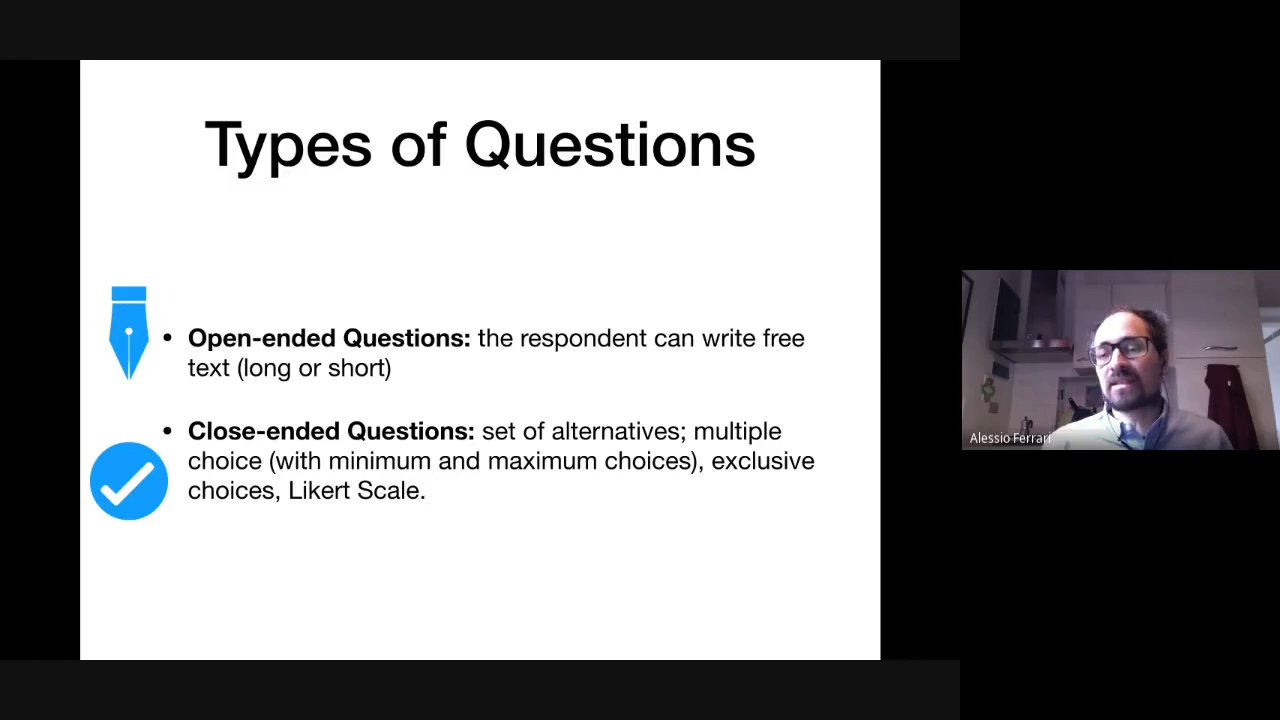 Types of Questions
• Open-ended Questions: the respondent can write free
text (long or short)
• Close-ended Questions: set of alternatives; multiple
choice (with minimum and maximum choices), exclusive
choices, Likert Scale.
Alessio Ferrari